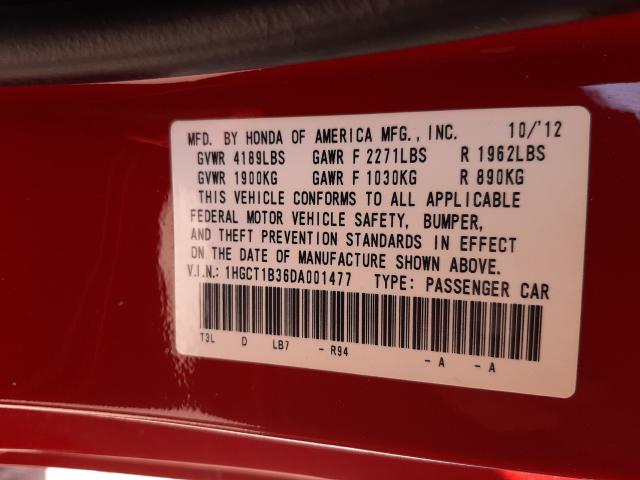 MFD. BY HONDA OF AMERICA MFG., INC. 10/'12
GVWR 4189LBS GAWR F 2271LBS R 1962LBS
GVWR 1900KG GAWR F 1030KG R 890KG
THIS VEHICLE CONFORMS TO ALL APPLICABLE
FEDERAL MOTOR VEHICLE SAFETY, BUMPER,
AND THEFT PREVENTION STANDARDS IN EFFECT
ON THE DATE OF MANUFACTURE SHOWN ABOVE.
V.I.N.: 1HGCT1B36DA001477 TYPE: PASSENGER CAR
T3L D LB7 - R94 - A - A